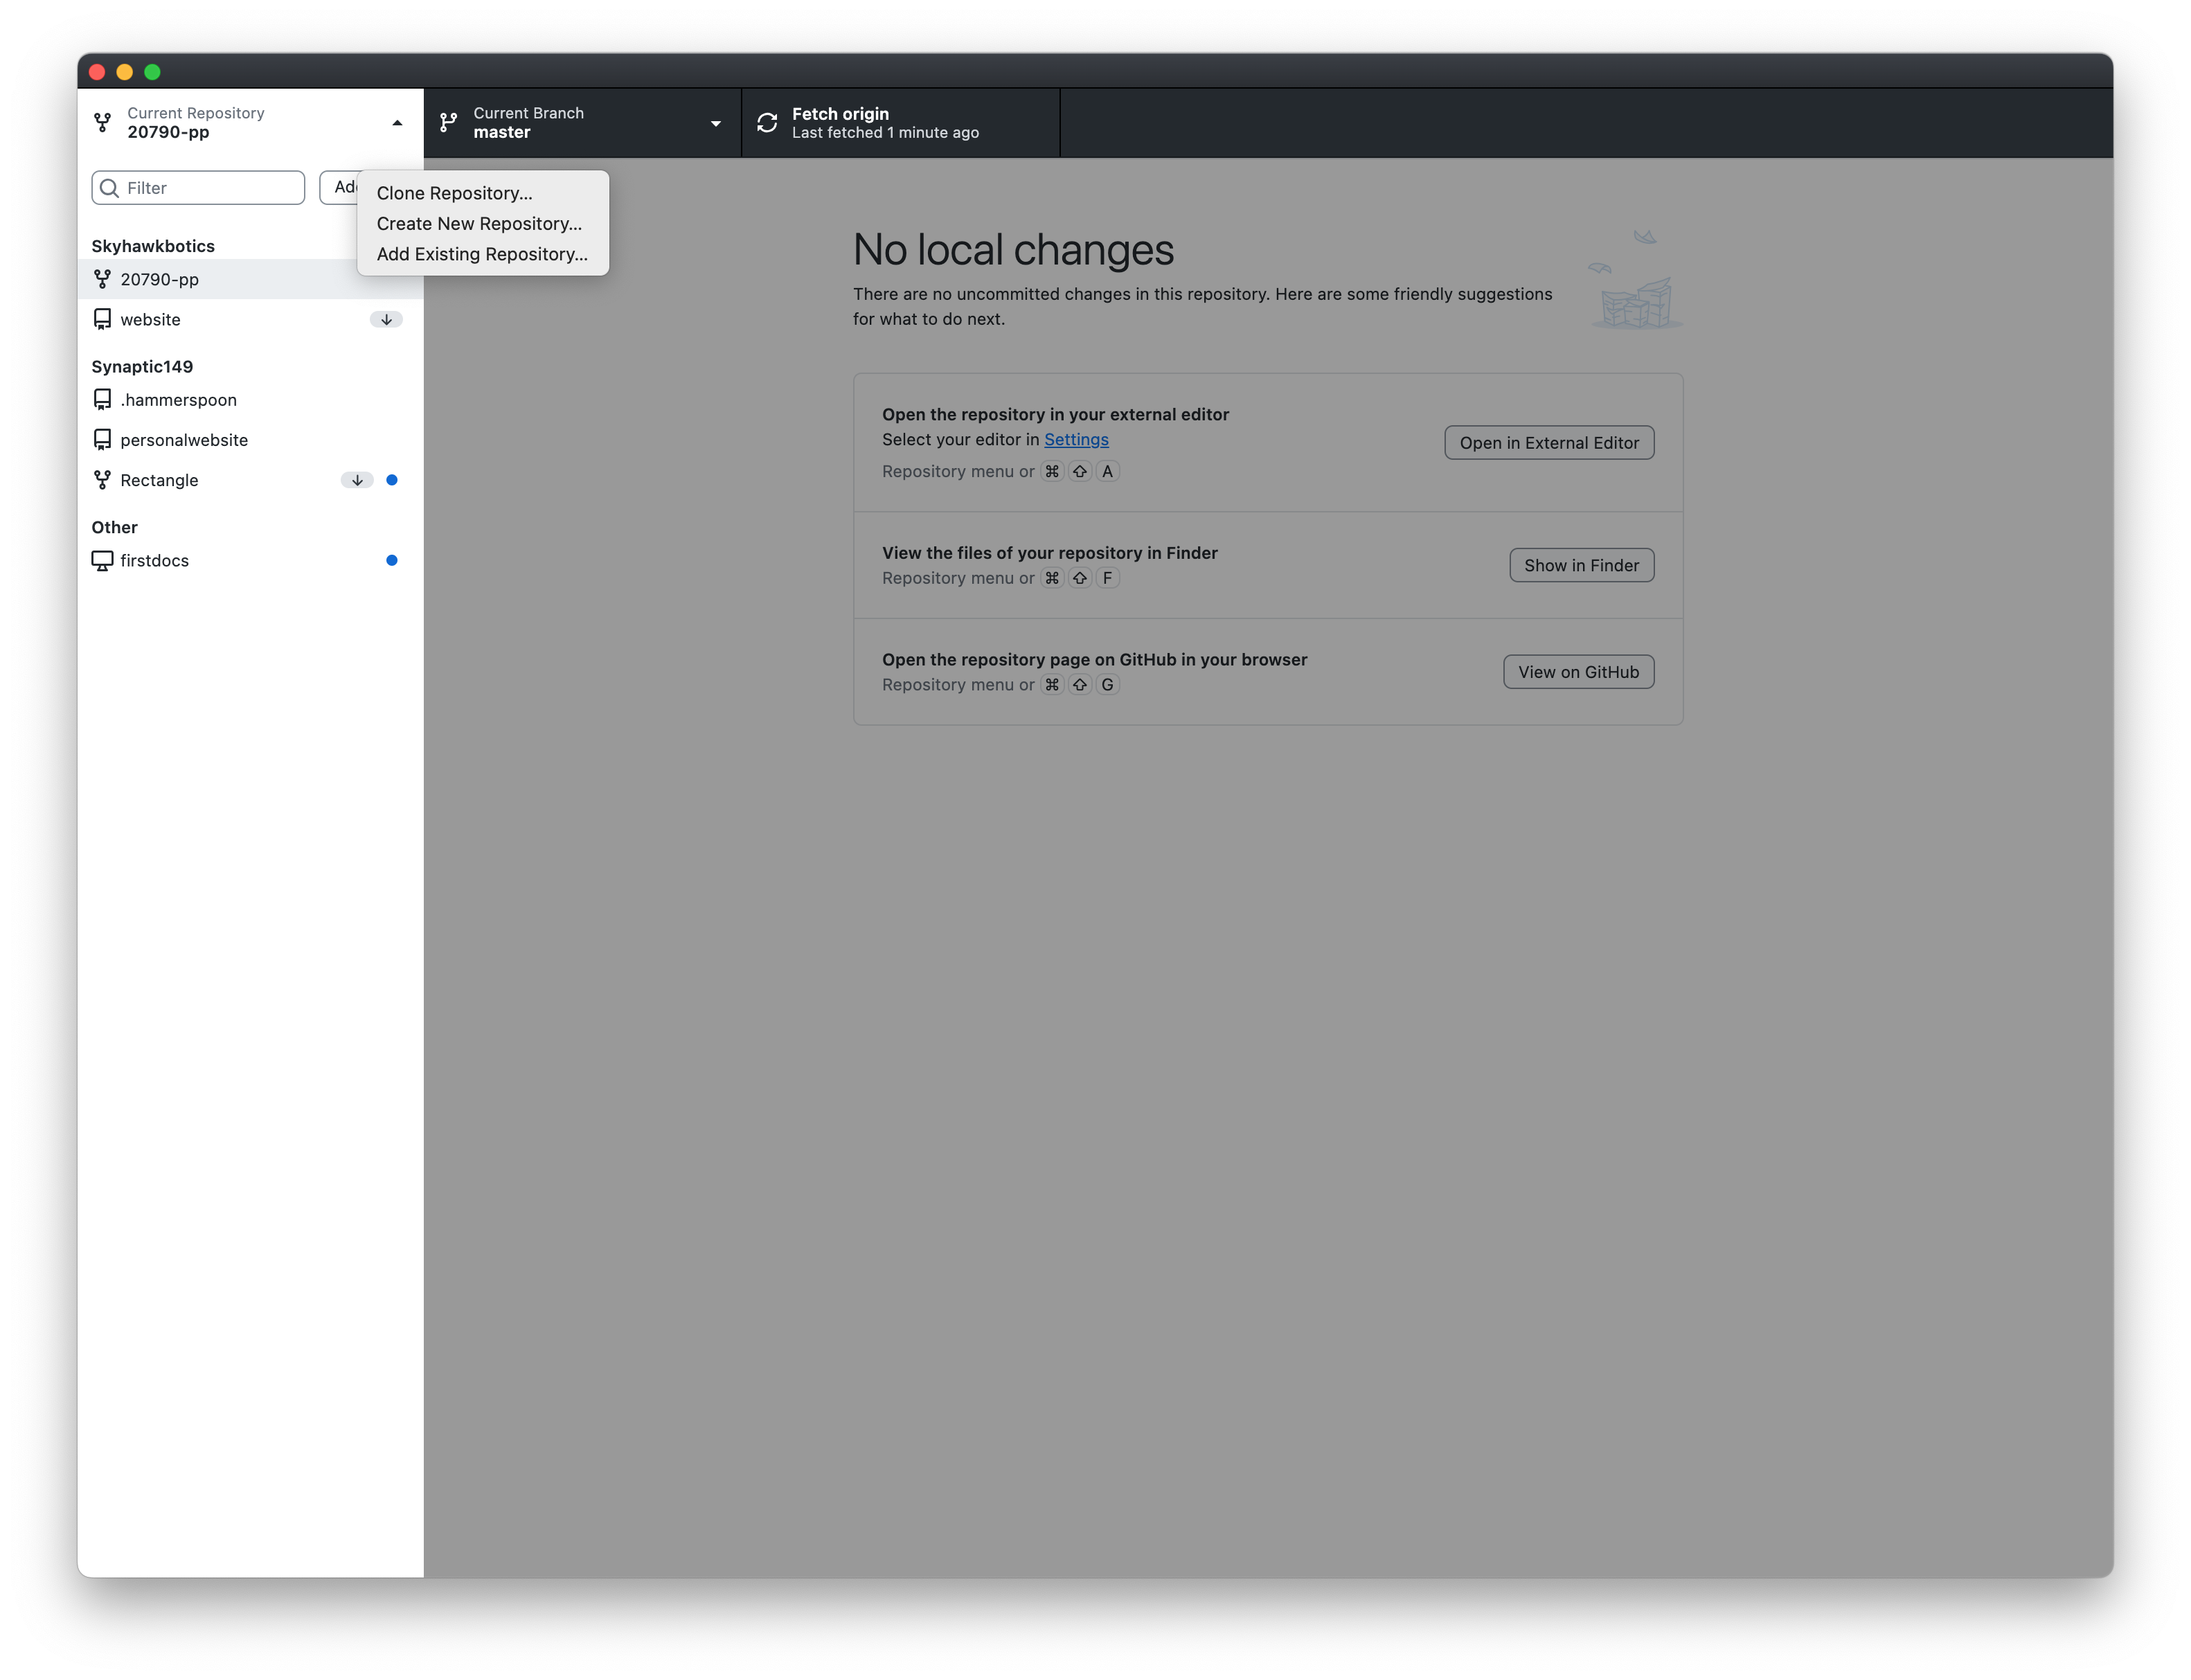 Current Repository
20790-pp
Current Branch
master
Fetch origin
Last fetched 1 minute ago
Filter
Clone Repository...
Create New Repository...
Add Existing Repository...
Skyhawkbotics
20790-pp
website
Synaptic149
.hammerspoon
personalwebsite
Rectangle
Other
firstdocs
No local changes
There are no uncommitted changes in this repository. Here are some friendly suggestions
for what to do next.
Open the repository in your external editor
Select your editor in Settings
Repository menu or ⌘ ⇧ A
Open in External Editor
View the files of your repository in Finder
Repository menu or ⌘ ⇧ F
Show in Finder
Open the repository page on GitHub in your browser
Repository menu or ⌘ ⇧ G
View on GitHub